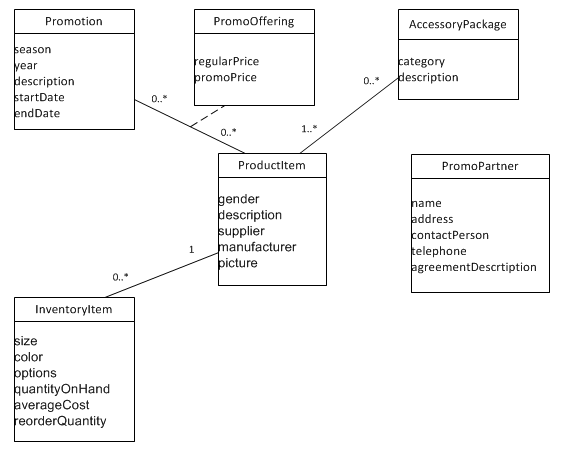 Promotion
season
year
description
startDate
endDate
PromoOffering
regularPrice
promoPrice
AccessoryPackage
category
description
0..*
0..*
0..*
1..*
ProductItem
gender
description
supplier
manufacturer
picture
PromoPartner
name
address
contactPerson
telephone
agreementDescrtiption
1
0..*
InventoryItem
size
color
options
quantityOnHand
averageCost
reorderQuantity